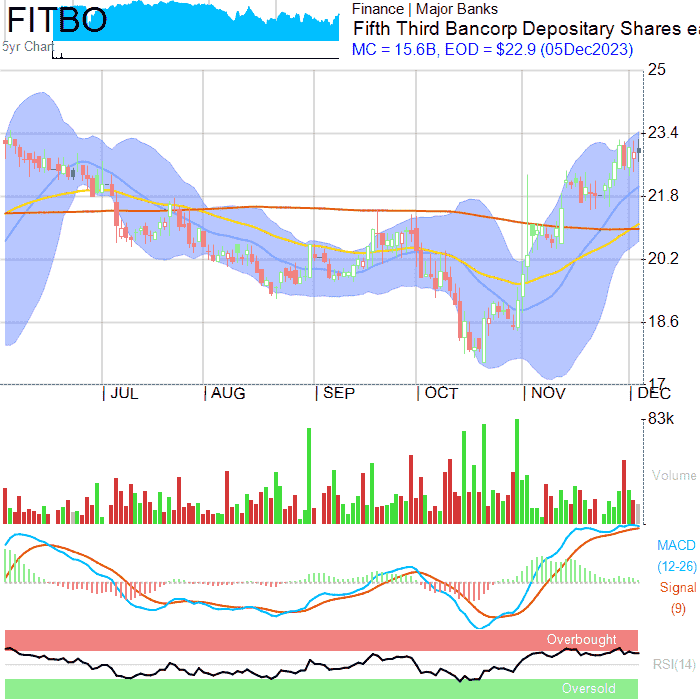 FITBO
5yr Chart
Finance | Major Banks
Fifth Third Bancorp Depositary Shares ea
MC = 15.6B, EOD = $22.9 (05Dec2023)
25
23.4
21.8
20.2
18.6
17
JUL AUG SEP OCT NOV DEC
83k
Volume
MACD
(12-26)
Signal
(9)
Overbought
RSI(14)
Oversold